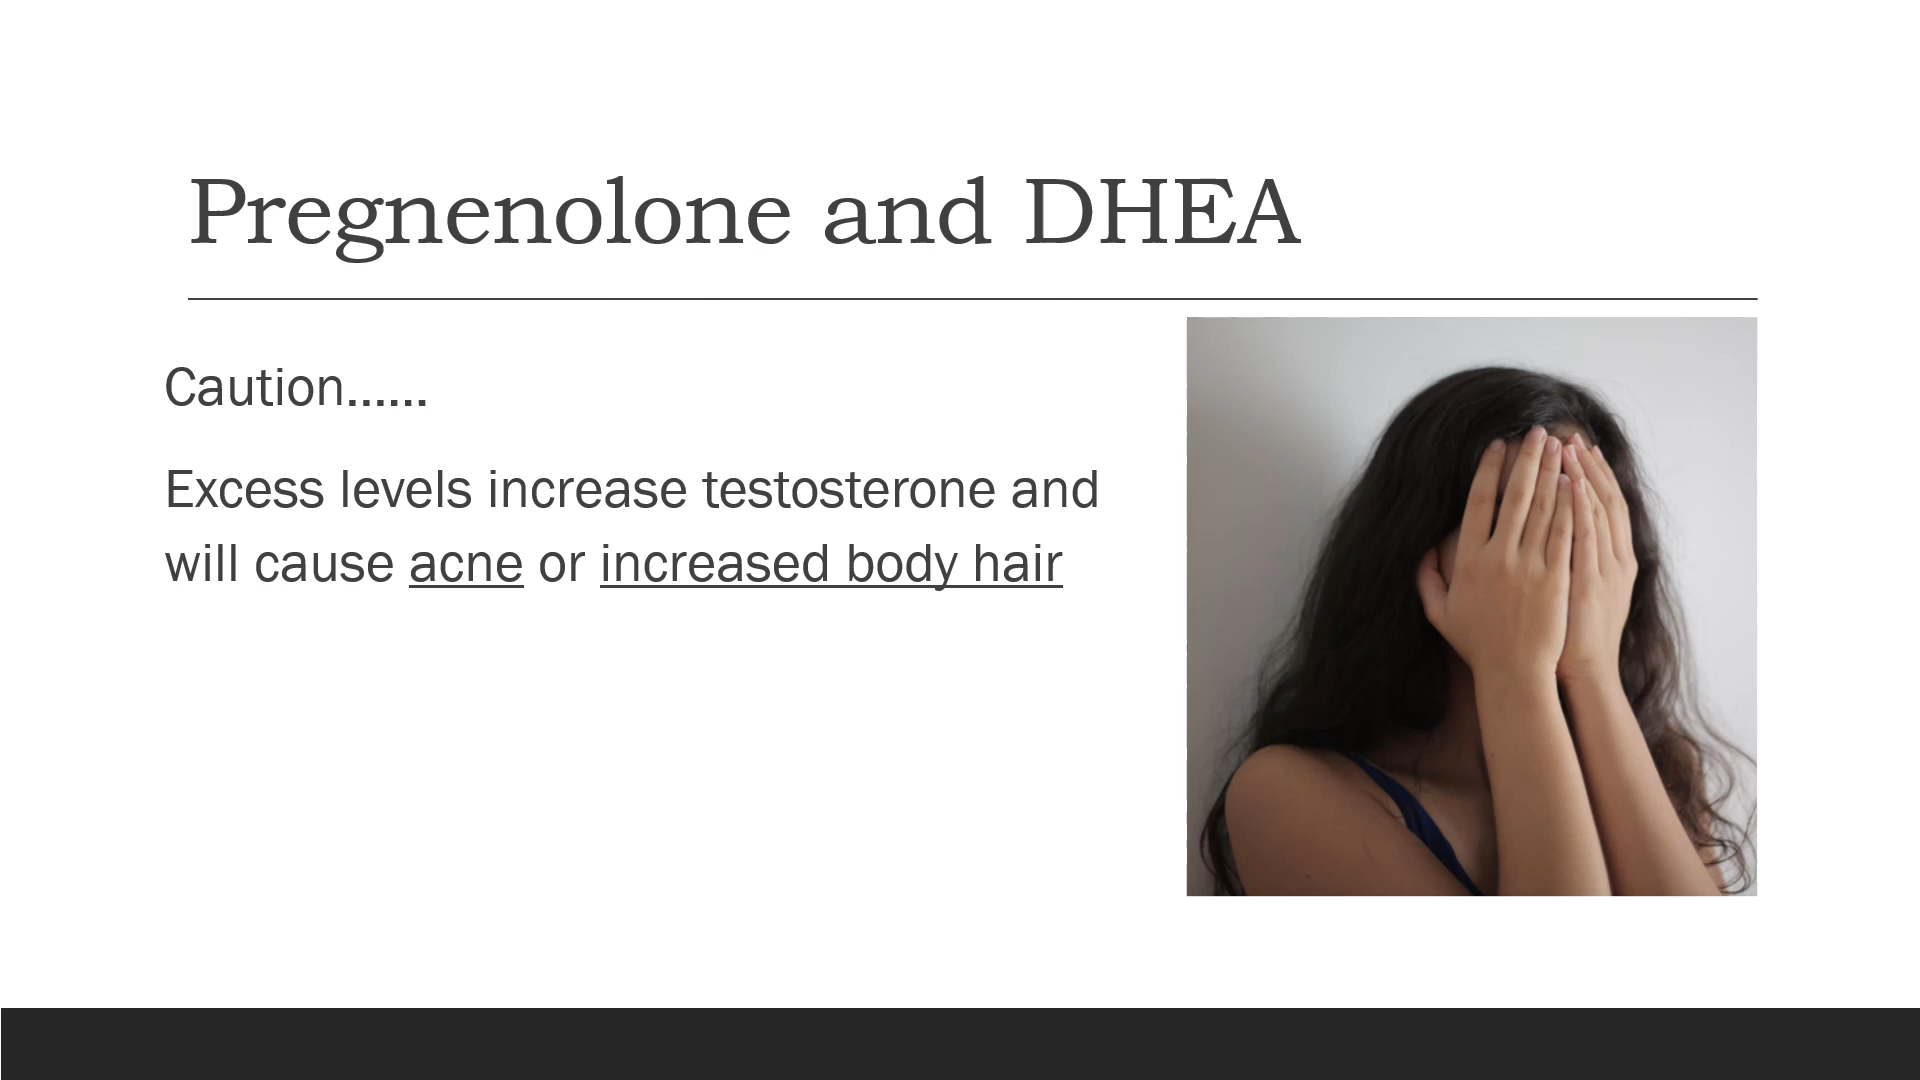 Pregnenolone and DHEA
Caution......
Excess levels increase testosterone and
will cause acne or increased body hair